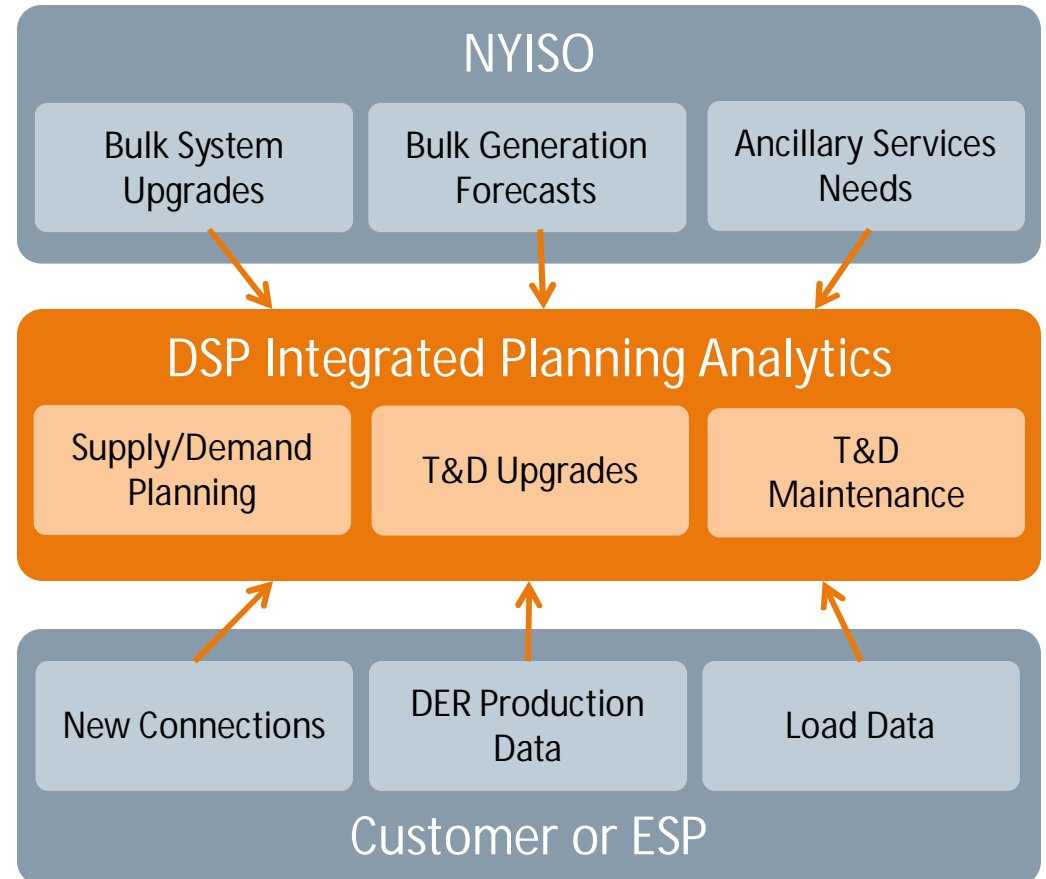 NYISO
Bulk System
Upgrades
Bulk Generation
Forecasts
Ancillary Services
Needs
DSP Integrated Planning Analytics
Supply/Demand
Planning
T&D Upgrades
T&D
Maintenance
New Connections
DER Production
Data
Load Data
Customer or ESP